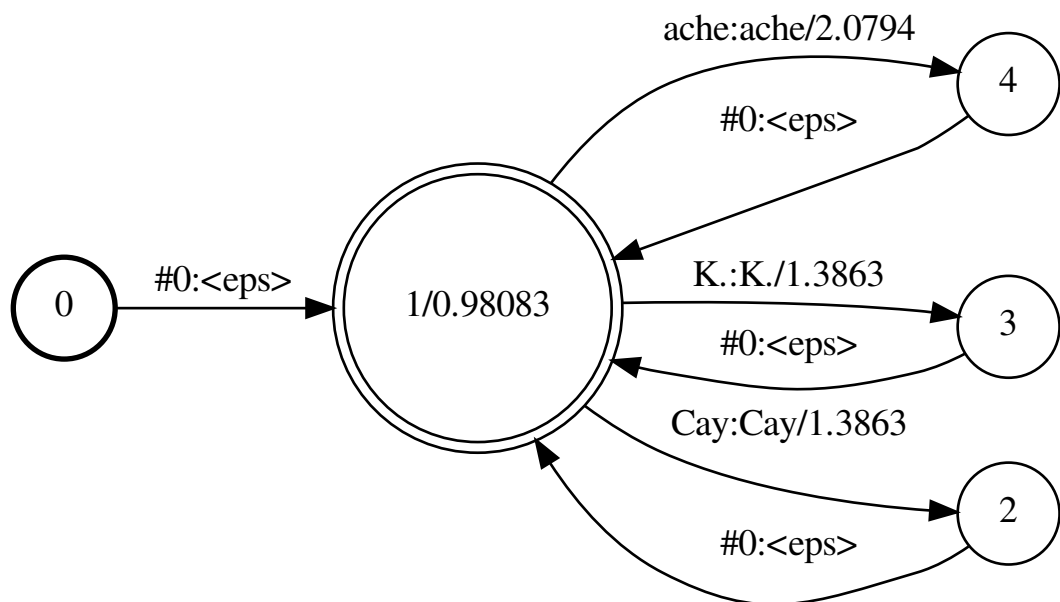 ache:ache/2.0794
4
#0:<eps>
0
#0:<eps>
1/0.98083
K.:K./1.3863
3
#0:<eps>
Cay:Cay/1.3863
2
#0:<eps>